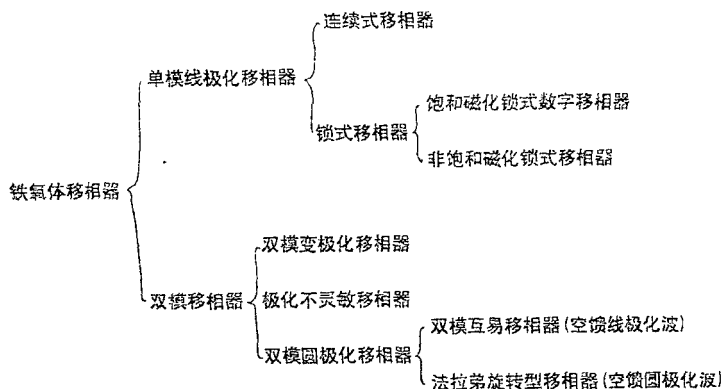 连续式移相器
单模线极化移相器
饱和磁化锁式数字移相器
锁式移相器
非饱和磁化锁式移相器
铁氧体移相器
双模变极化移相器
双模移相器
极化不灵敏移相器
双模互易移相器(空馈线极化波)
双模圆极化移相器
法拉第旋转型移相器(空馈圆极化波)